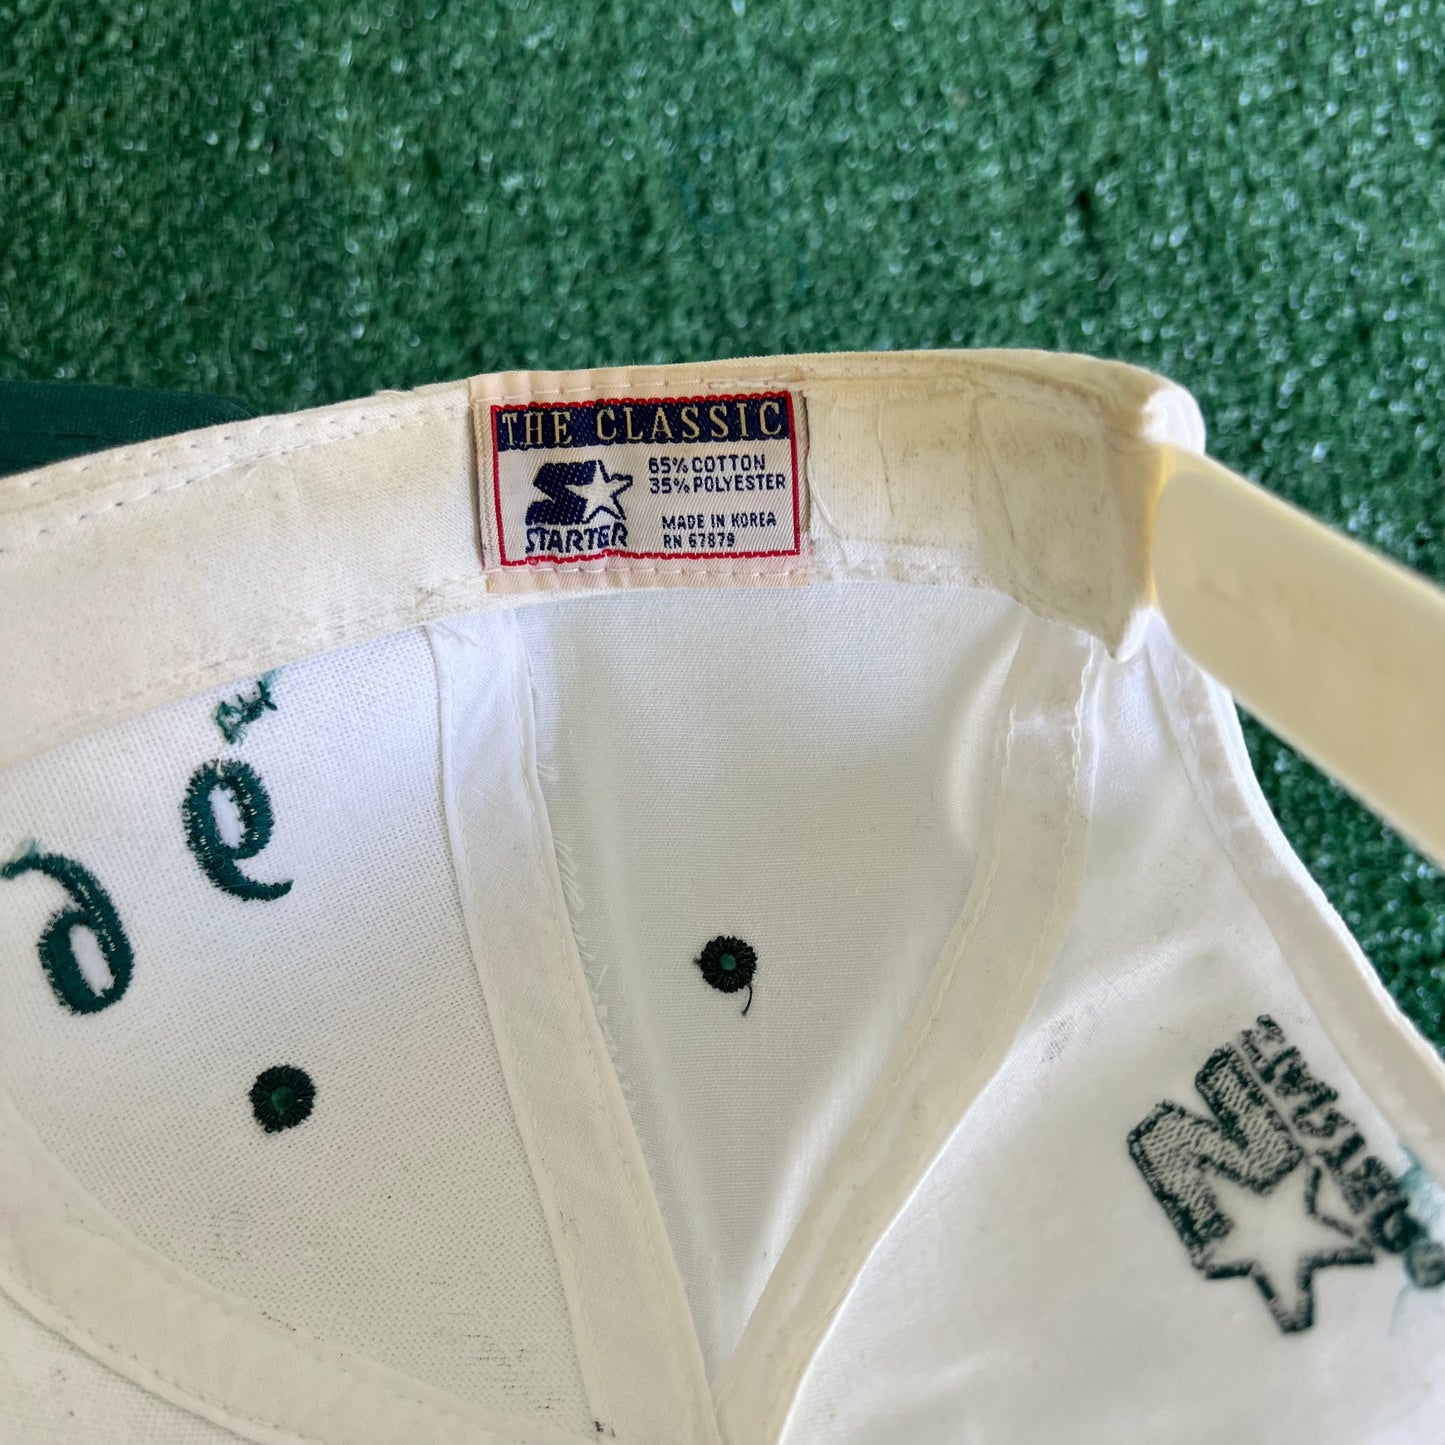 THE CLASSIC
65% COTTON
35% POLYESTER
STARTER
MADE IN KOREA
RN 67879